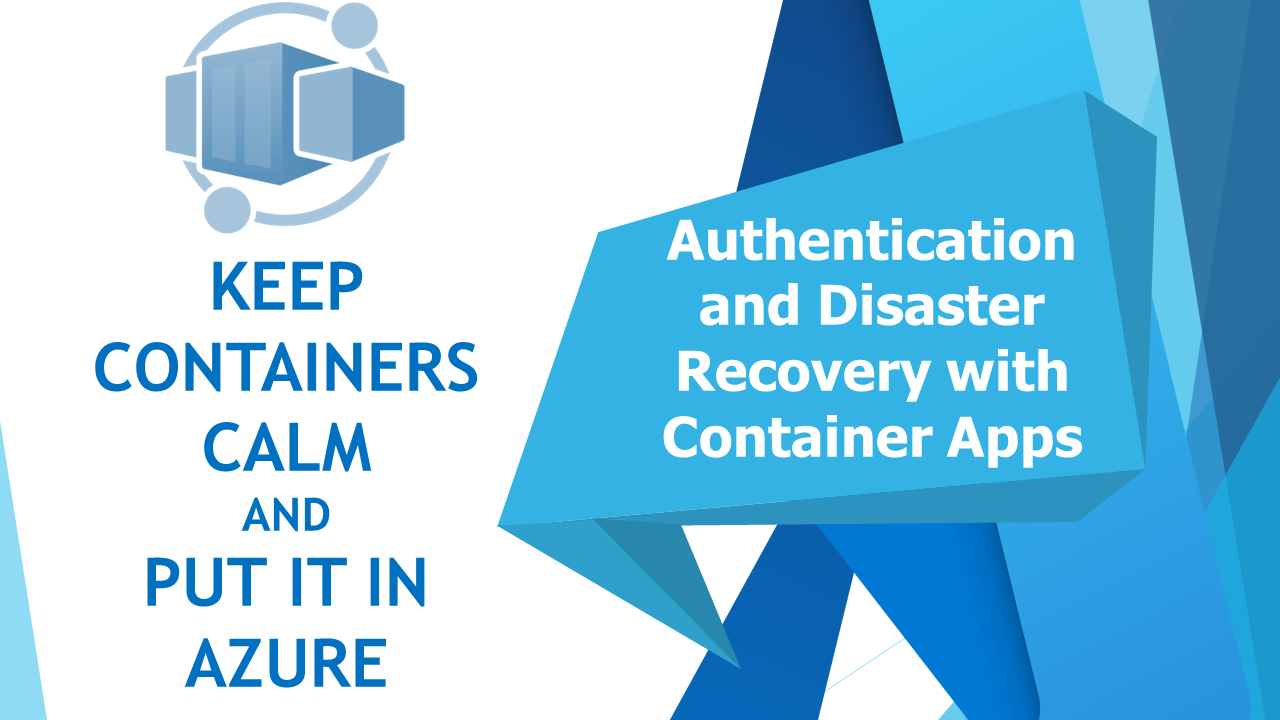 KEEP
CONTAINERS
CALM
AND
PUT IT IN
AZURE
Authentication
and Disaster
Recovery with
Container Apps